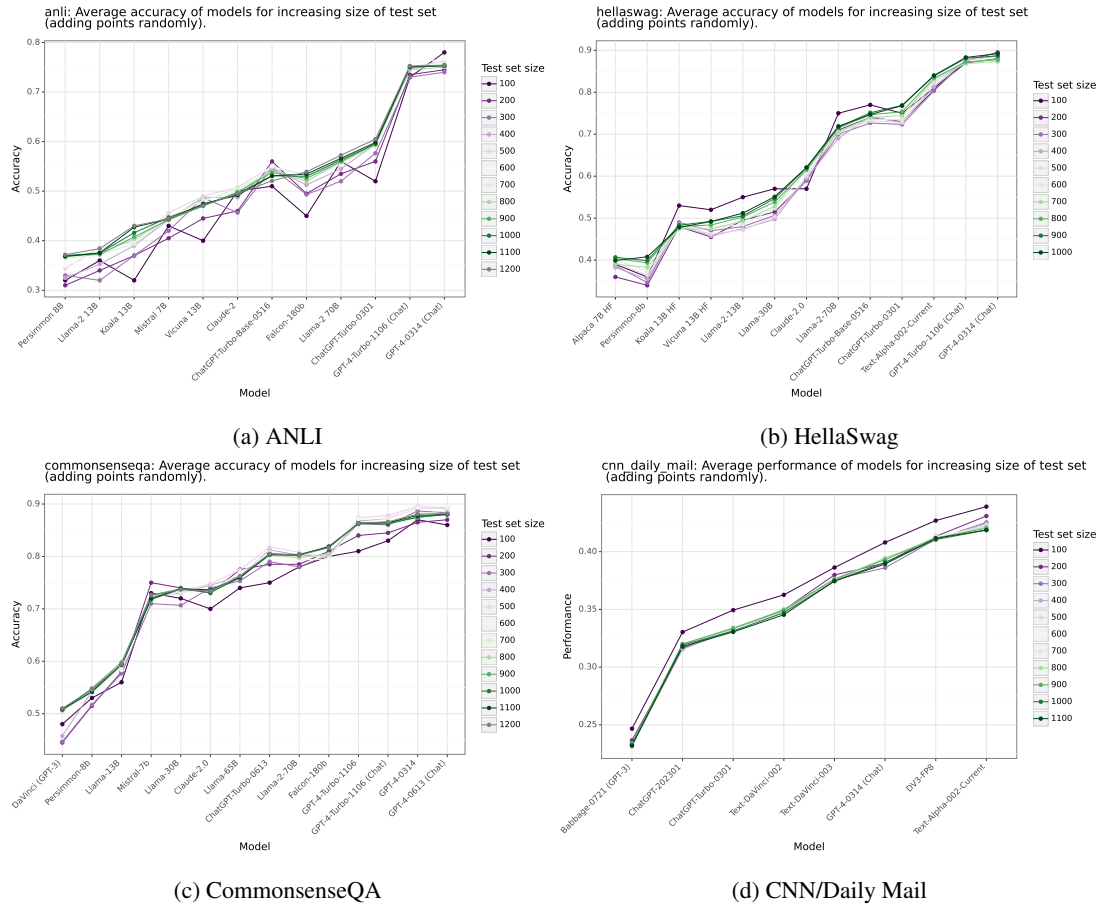 anli: Average accuracy of models for increasing size of test set
(adding points randomly).
0.8
0.7
0.6
0.5
0.4
0.3
Accuracy
Persimmon 8B
Llama-2 13B
Koala 13B
Mistral 7B
Vicuna 13B
Claude-2
ChatGPT-Turbo-Base-0516
Falcon-180b
Llama-2 70B
ChatGPT-Turbo-0301
GPT-4-Turbo-1106 (Chat)
GPT-4-0314 (Chat)
Model
Test set size
100
200
300
400
500
600
700
800
900
1000
1100
1200
(a) ANLI
hellaswag: Average accuracy of models for increasing size of test set
(adding points randomly).
0.9
0.8
0.7
0.6
0.5
0.4
Accuracy
Alpaca 7B HF
Persimmon-8b
Koala 13B HF
Vicuna 13B HF
Llama-2-13B
Llama-30B
Claude-2.0
Llama-2-70B
ChatGPT-Turbo-Base-0516
ChatGPT-Turbo-0301
Text-Alpha-002-Current
GPT-4-Turbo-1106 (Chat)
GPT-4-0314 (Chat)
Model
Test set size
100
200
300
400
500
600
700
800
900
1000
(b) HellaSwag
commonsenseqa: Average accuracy of models for increasing size of test set
(adding points randomly).
0.9
0.8
0.7
0.6
0.5
Accuracy
DaVinci (GPT-3)
Persimmon-8b
Llama-13B
Mistral-7b
Llama-30B
Claude-2.0
Llama-65B
ChatGPT-Turbo-0613
Llama-2-70B
Falcon-180b
GPT-4-Turbo-1106
GPT-4-Turbo-1106 (Chat)
GPT-4-0314
GPT-4-0613 (Chat)
Model
Test set size
100
200
300
400
500
600
700
800
900
1000
1100
1200
(c) CommonsenseQA
cnn_daily_mail: Average performance of models for increasing size of test set
(adding points randomly).
0.40
0.35
0.30
0.25
Performance
Babbage-0721 (GPT-3)
ChatGPT-202301
ChatGPT-Turbo-0301
Text-DaVinci-002
Text-DaVinci-003
GPT-4-0314 (Chat)
DV3-FP8
Text-Alpha-002-Current
Model
Test set size
100
200
300
400
500
600
700
800
900
1000
1100
(d) CNN/Daily Mail